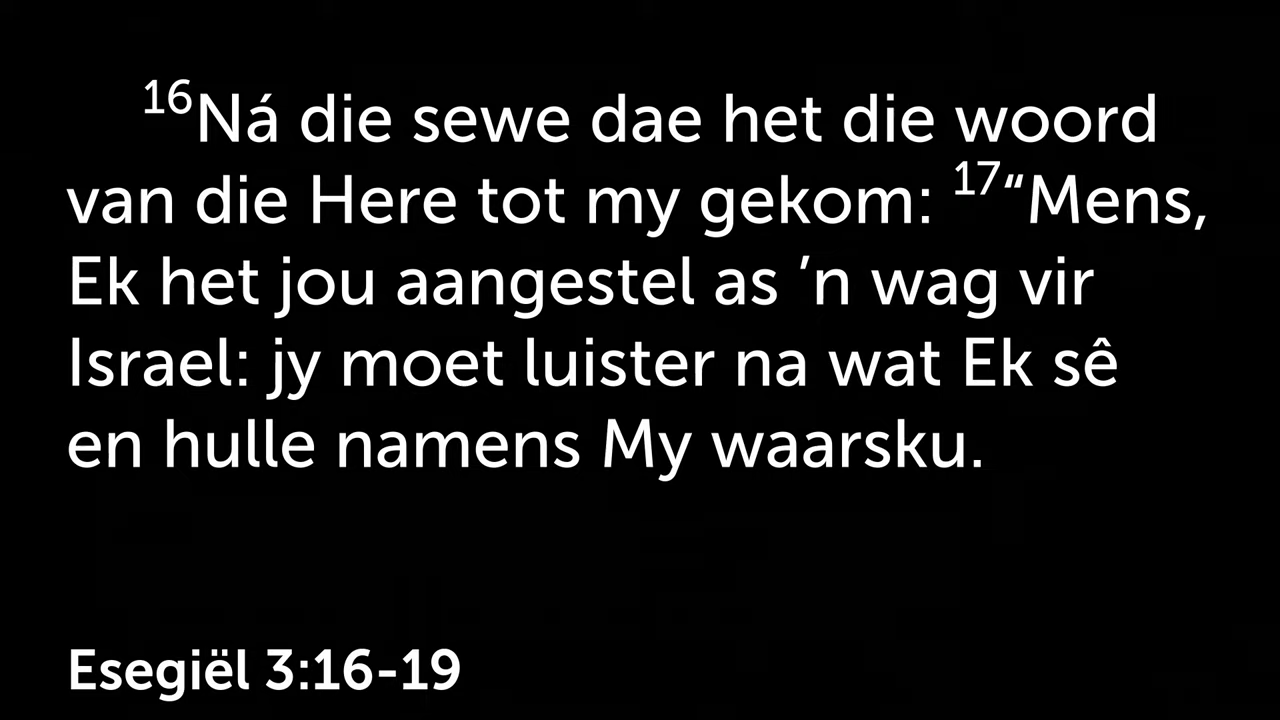 16Ná die sewe dae het die woord
van die Here tot my gekom: 17“Mens,
Ek het jou aangestel as ’n wag vir
Israel: jy moet luister na wat Ek sê
en hulle namens My waarsku.
Esegiël 3:16-19